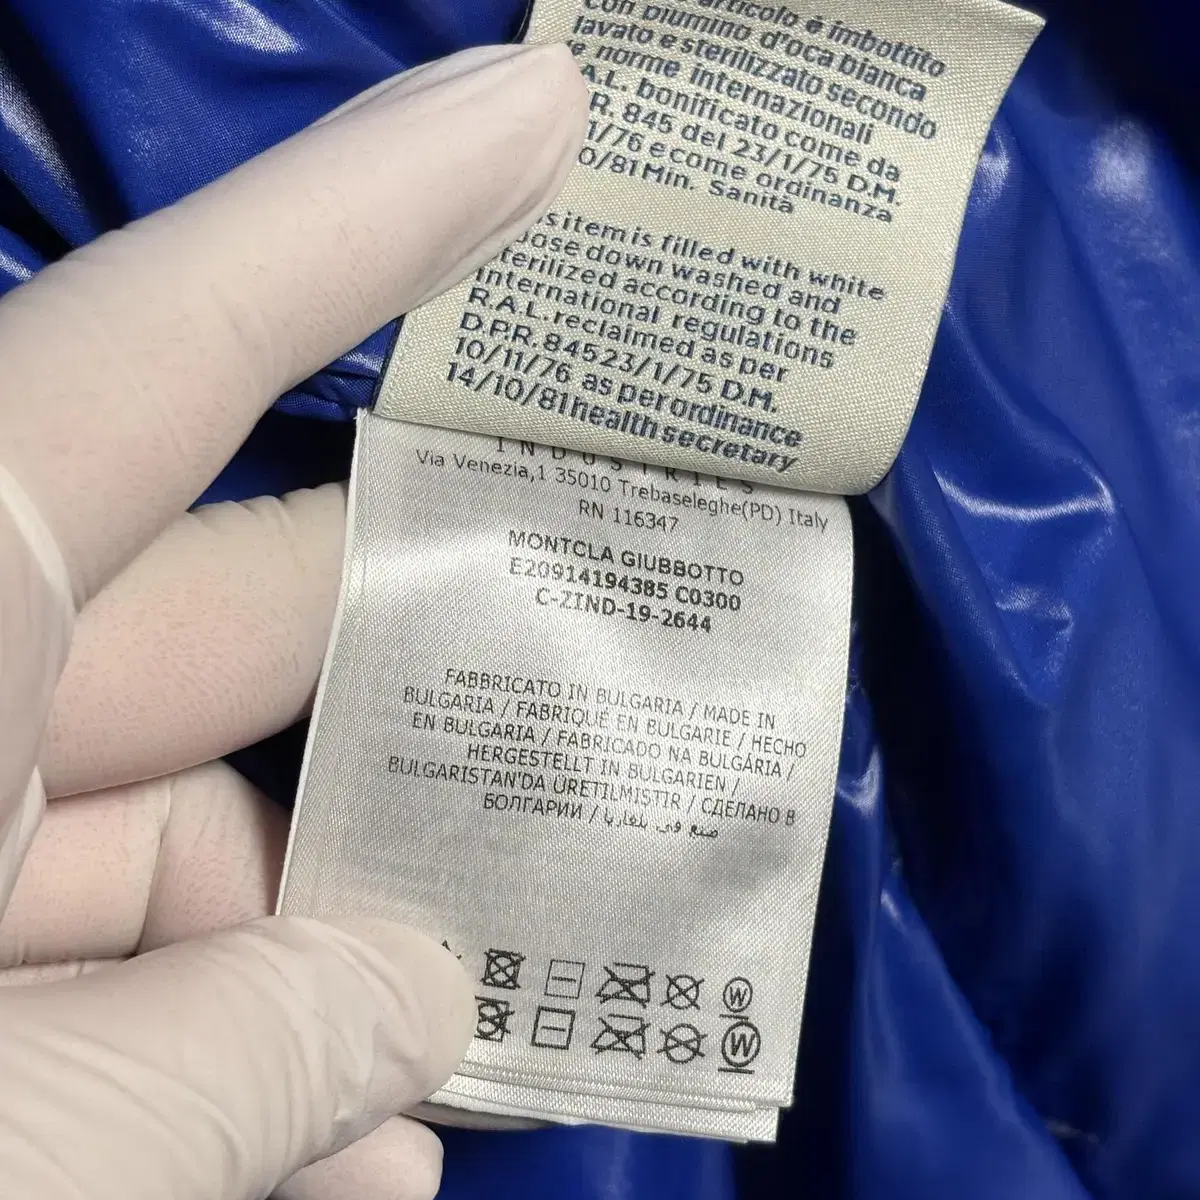 articolo è imbottito
con piumino d'oca bianca
lavato e sterilizzato secondo
e norme internazionali
A.L. bonificato come da
R. 845 del 23/1/75 D.M.
1/76 e come ordinanza
0/81 Min. Sanità
s item is filled with white
oose down washed and
sterilized according to the
International regulations
R.A.L. reclaimed as per
D.P.R. 845 23/1/75 D.M.
10/11/76 as per ordinance
14/10/81 health secretary
INDUSTRIES
Via Venezia,1 35010 Trebaseleghe(PD) Italy
RN 116347
MONTCLA GIUBBOTTO
E20914194385 C0300
C-ZIND-19-2644
FABBRICATO IN BULGARIA / MADE IN
BULGARIA / FABRIQUÉ EN BULGARIE / HECHO
EN BULGARIA / FABRICADO NA BULGÁRIA /
HERGESTELLT IN BULGARIEN /
BULGARISTAN'DA ÜRETILMISTIR / СДЕЛАНО В
БОЛГАРИИ / صنع في بلغاريا
W
W